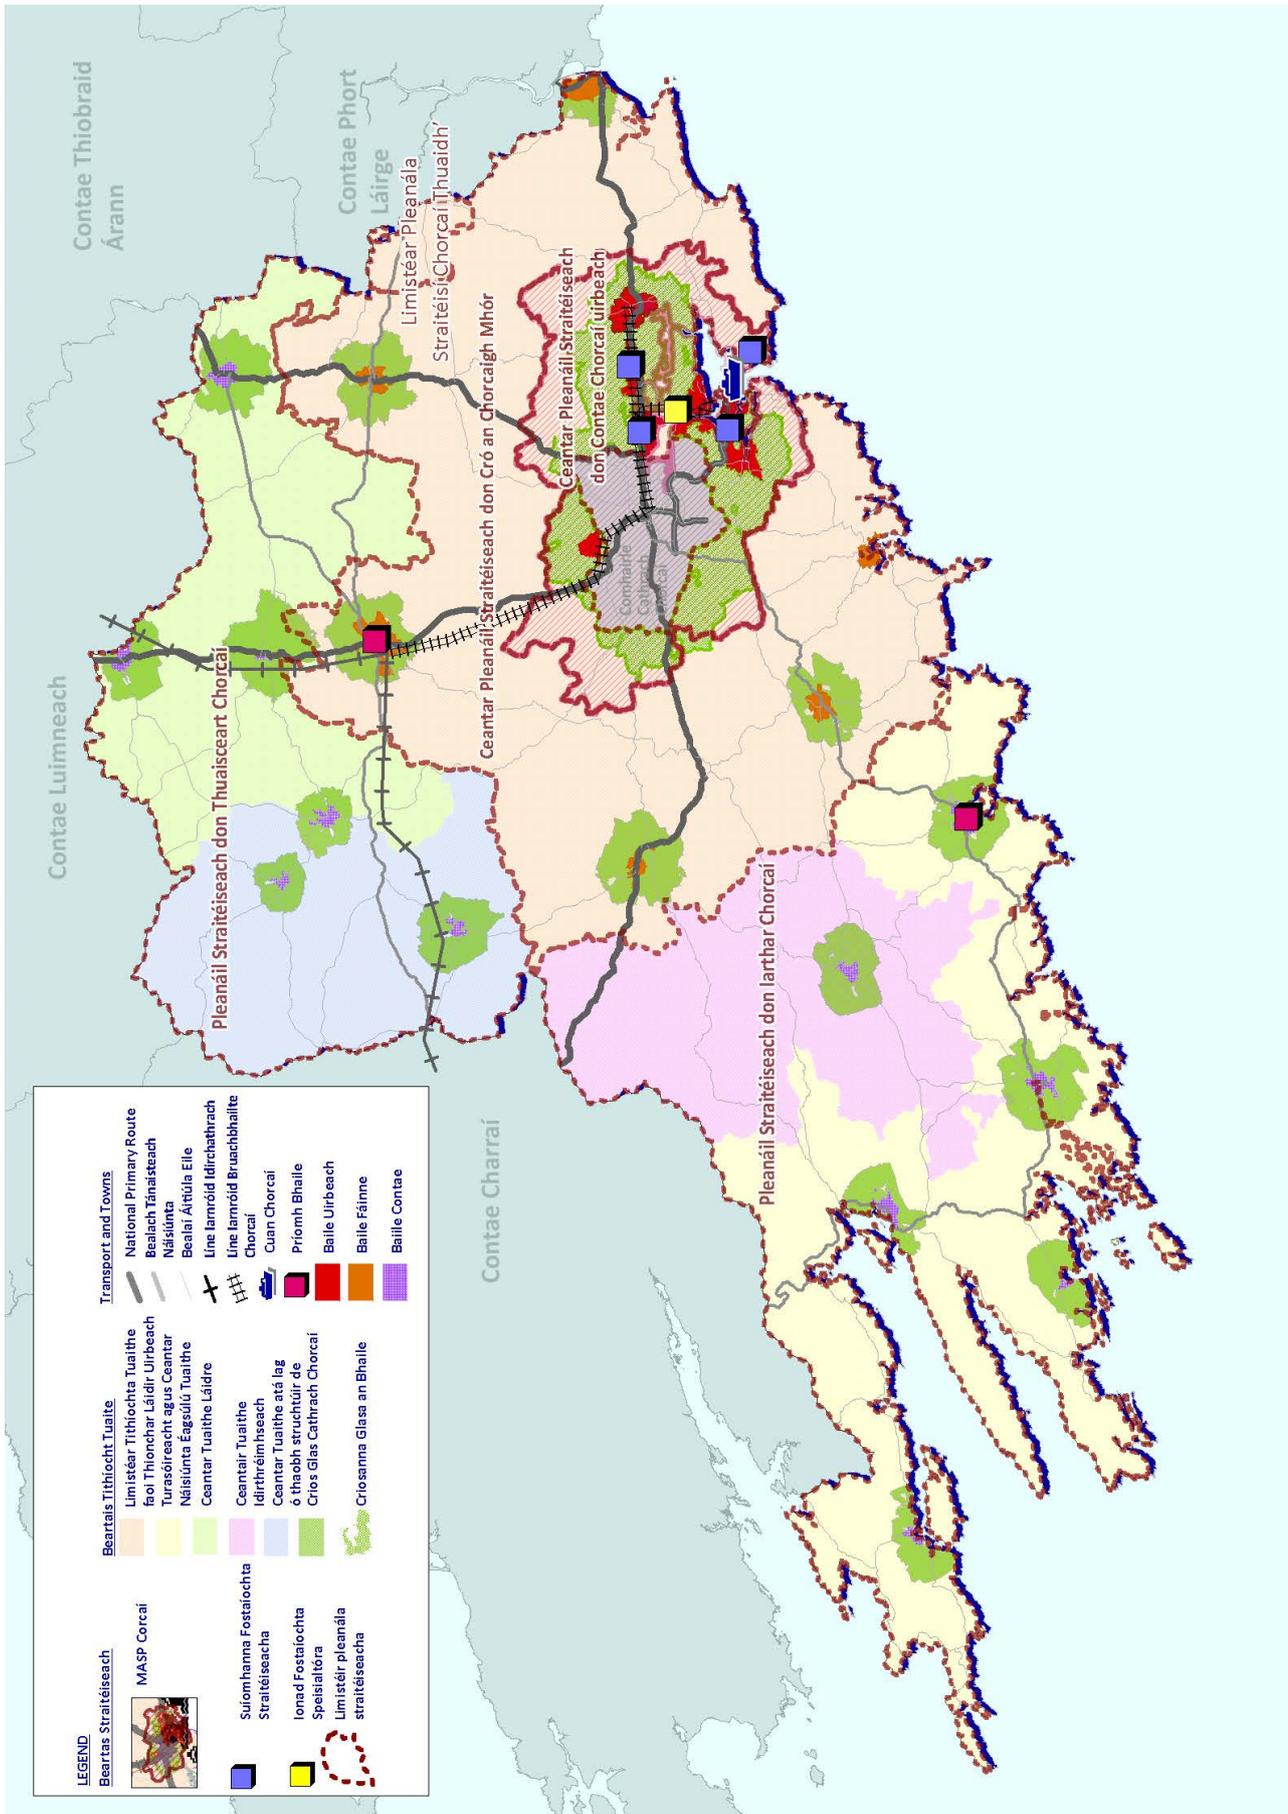 LEGEND
Beartas Straitéiseach
MASP Corcaí
Suíomhanna Fostaíochta
Straitéiseacha
Ionad Fostaíochta
Speisialtóra
Limistéir pleanála
straitéiseacha
Beartais Tithíocht Tuaite
Limistéar Tithíochta Tuaithe
faoi Thionchar Láidir Uirbeach
Turasóireacht agus Ceantar
Náisiúnta Éagsúlú Tuaithe
Ceantar Tuaithe Láidre
Ceantair Tuaithe
Idirthréimhseach
Ceantar Tuaithe atá lag
ó thaobh struchtúir de
Crios Glas Cathrach Chorcaí
Criosanna Glasa an Bhaile
Transport and Towns
National Primary Route
Bealach Tánaisteach
Náisiúnta
Bealaí Áitiúla Eile
Líne Iarnróid Idirchathrach
Líne Iarnróid Bruachbhailte
Chorcaí
Cuan Chorcaí
Príomh Bhaile
Baile Uirbeach
Baile Fáinne
Baiile Contae
Contae Luimneach
Contae Thiobraid
Árann
Contae Phort
Láirge
Contae Charraí
Pleanáil Straitéiseach don Thuaisceart Chorcaí
Limistéar Pleanála
Straitéisí Chorcaí Thuaidh'
Ceantar Pleanáil Straitéiseach don Cró an Chorcaigh Mhór
Ceantar Pleanáil Straitéiseach
don Contae Chorcaí uirbeach
Comhairle
Cathrach
Pleanáil Straitéiseach don Iarthar Chorcaí